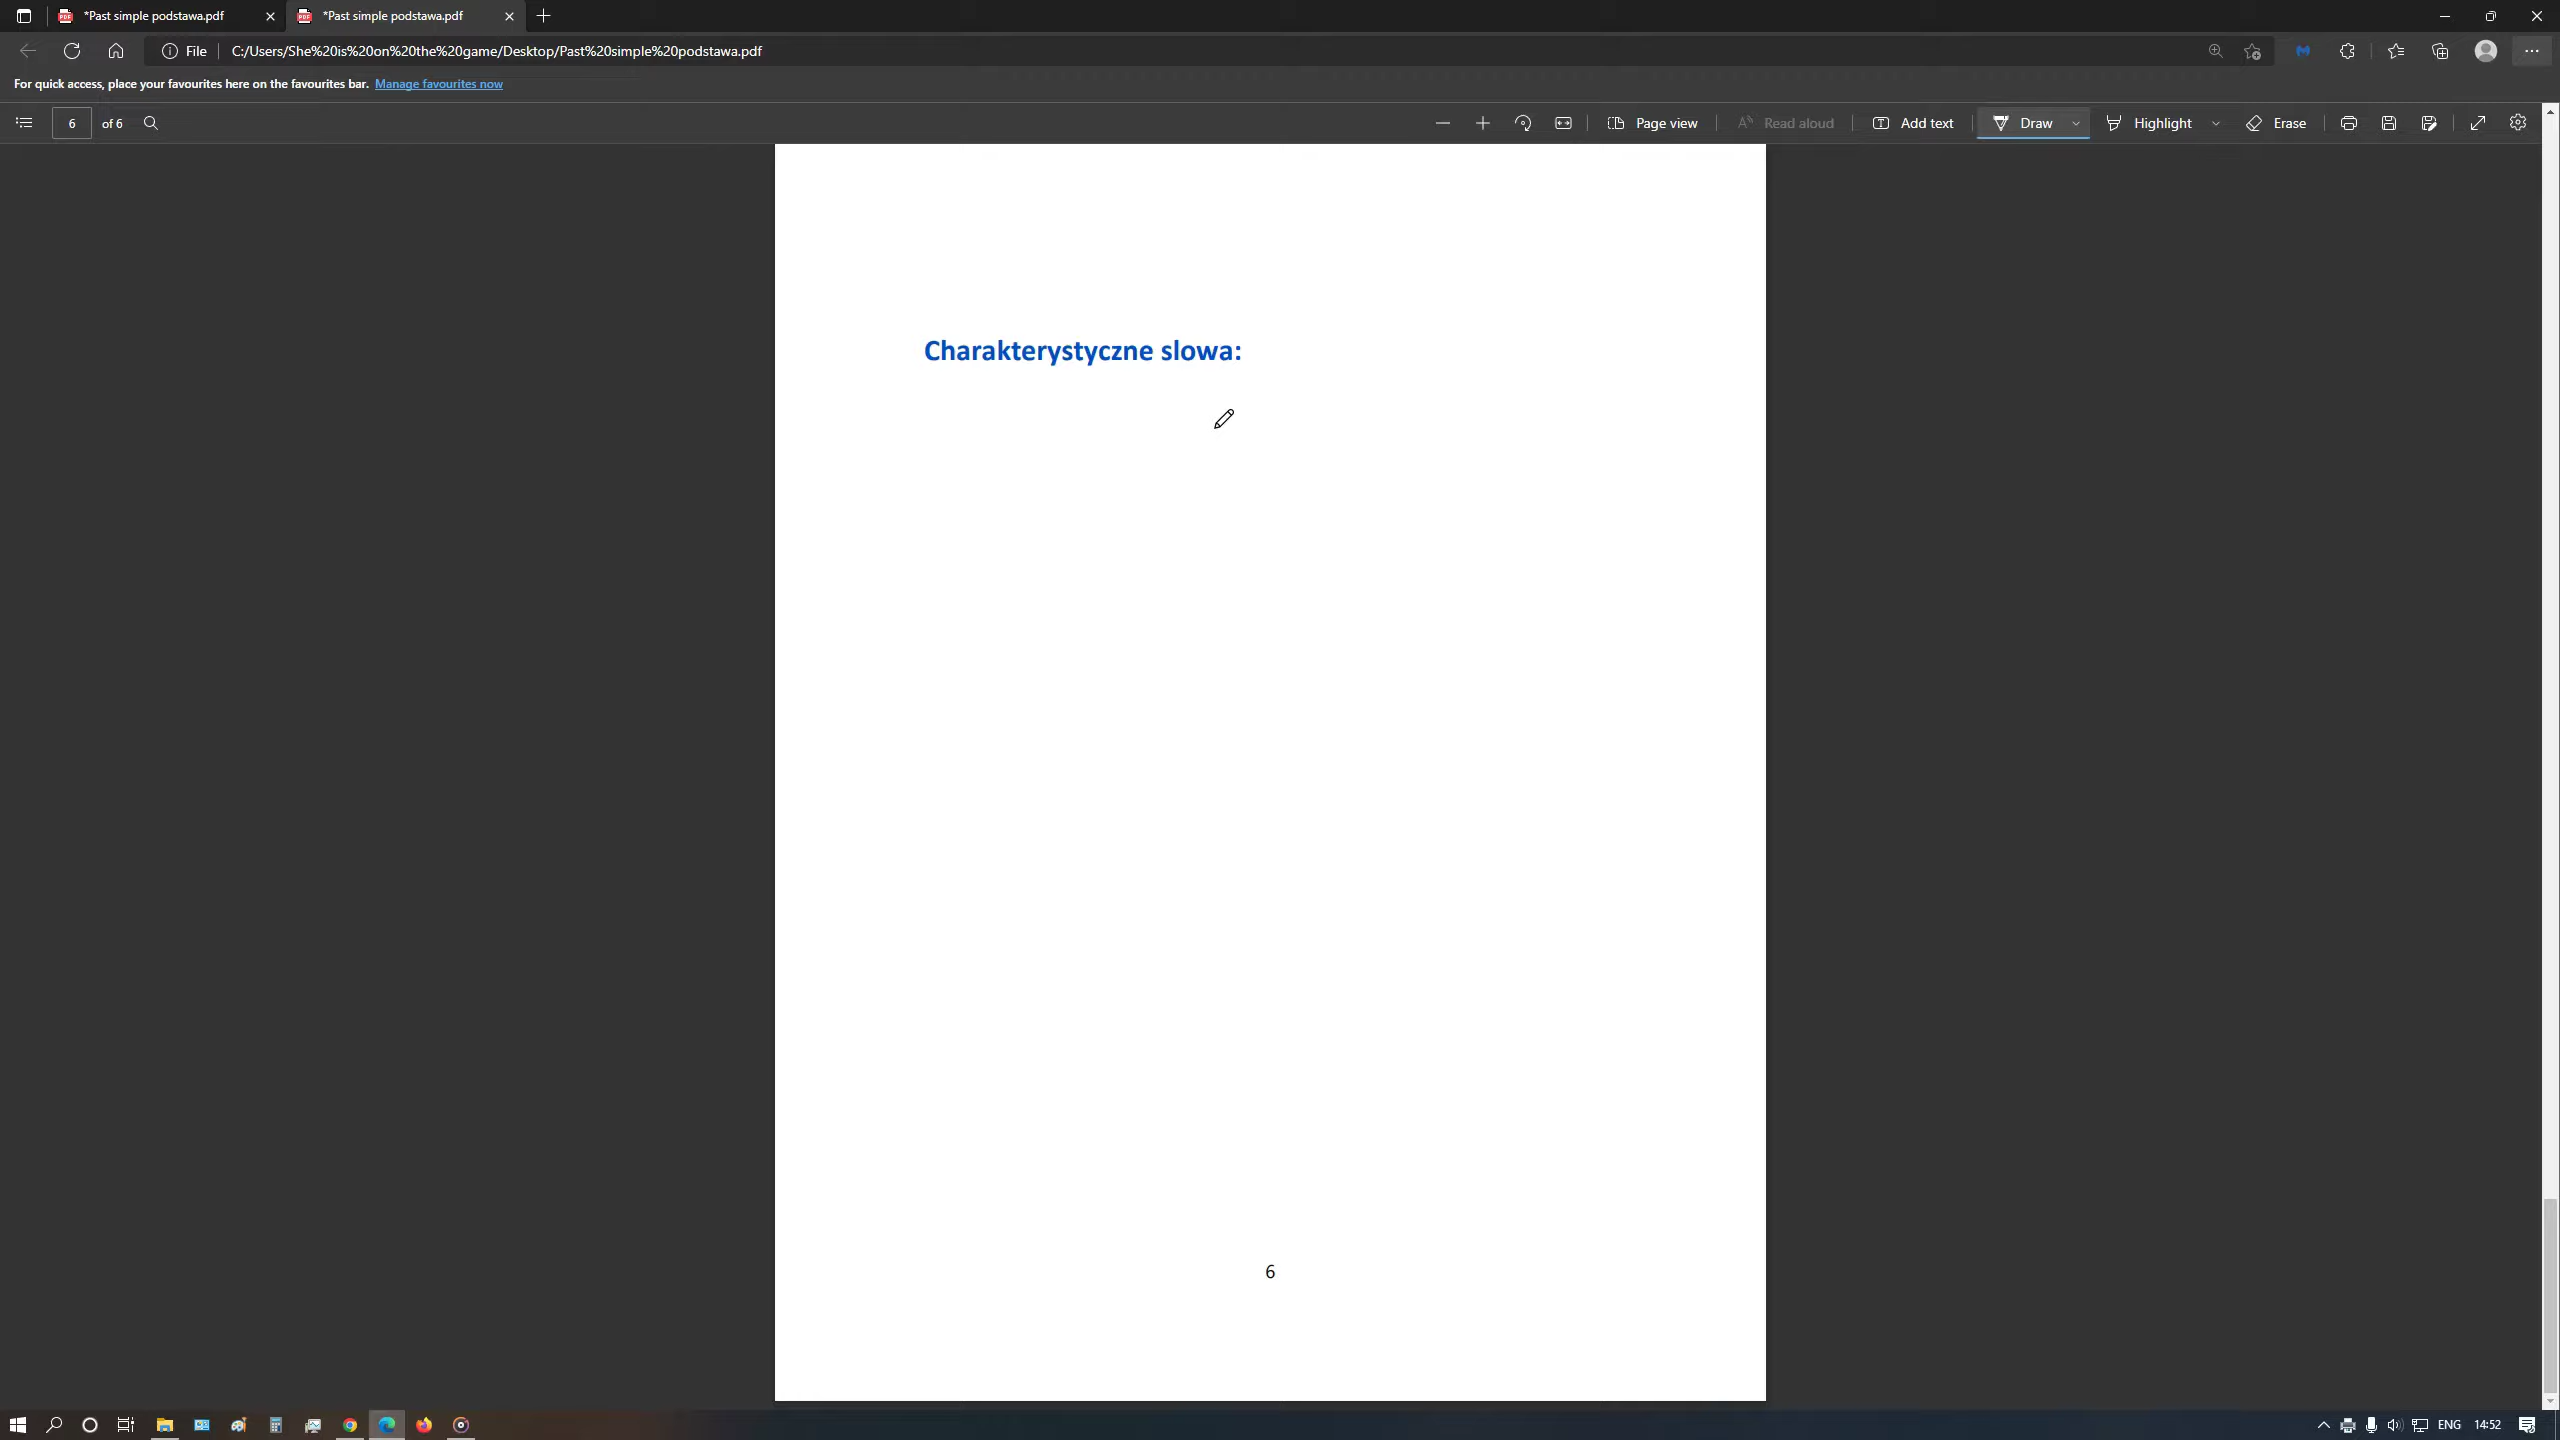 *Past simple podstawa.pdf
*Past simple podstawa.pdf
File
C:/Users/She%20is%20on%20the%20game/Desktop/Past%20simple%20podstawa.pdf
For quick access, place your favourites here on the favourites bar. Manage favourites now
6 of 6
Page view
Read aloud
Add text
Draw
Highlight
Erase
Charakterystyczne slowa:
6
ENG 14:52